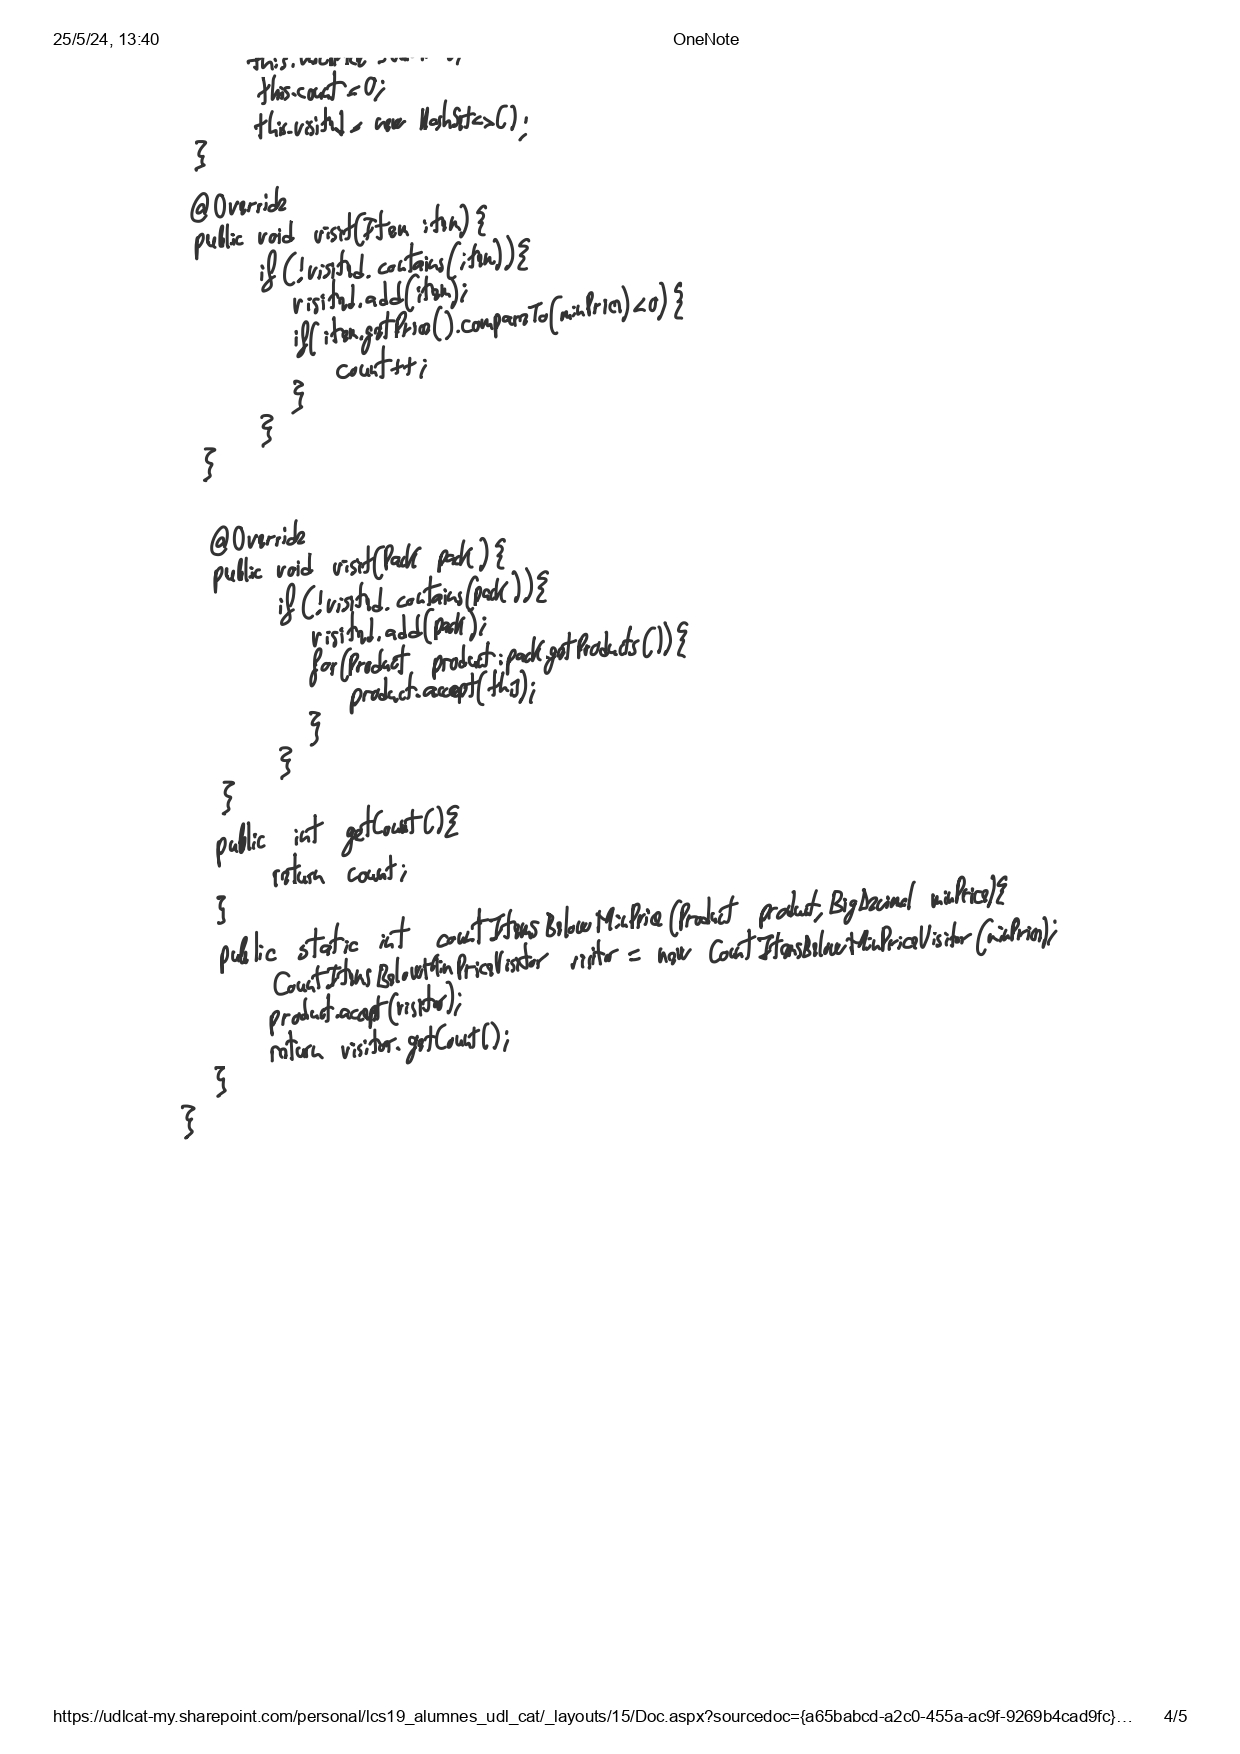 25/5/24, 13:40 OneNote
this.count = 0;
this.visited = new HashSet<>();
}
@Override
public void visit(Item item){
if(!visited.contains(item)){
visited.add(item);
if(item.getPrice().compareTo(minPrice)<0){
count++;
}
}
}
@Override
public void visit(Pack pack){
if(!visited.contains(pack)){
visited.add(pack);
for(Product product:pack.getProducts()){
product.accept(this);
}
}
}
public int getCount(){
return count;
}
public static int countItemsBelowMinPrice(Product product, BigDecimal minPrice){
CountItemsBelowMinPriceVisitor visitor = new CountItemsBelowMinPriceVisitor(minPrice);
product.accept(visitor);
return visitor.getCount();
}
}
https://udlcat-my.sharepoint.com/personal/lcs19_alumnes_udl_cat/_layouts/15/Doc.aspx?sourcedoc={a65babcd-a2c0-455a-ac9f-9269b4cad9fc}… 4/5